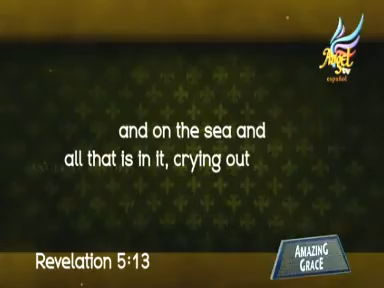 Angel
TV
español
and on the sea and
all that is in it, crying out
Revelation 5:13
AMAZING
GRACE